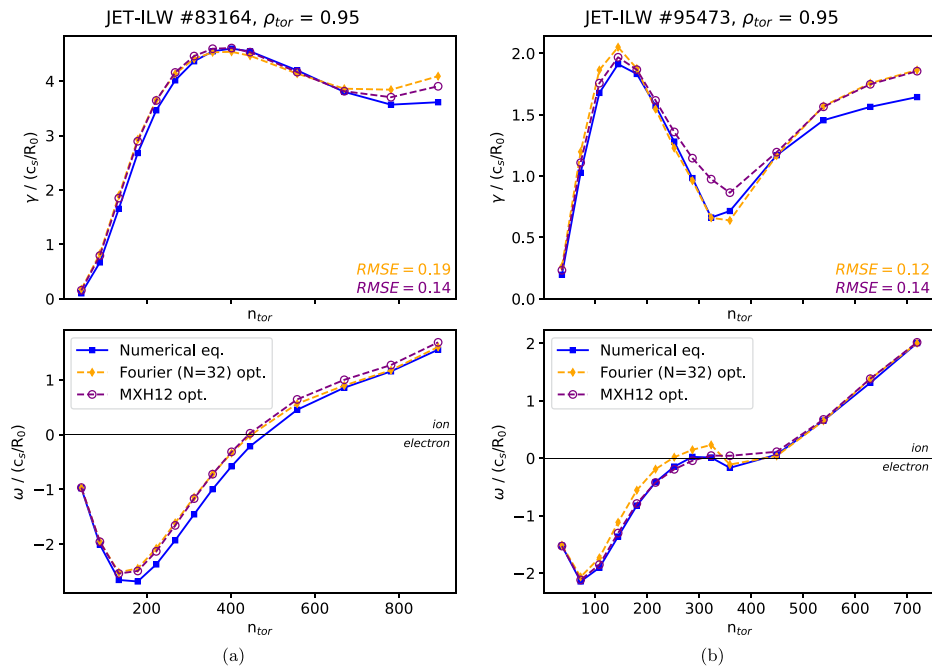 JET-ILW #83164, ρtor = 0.95
γ / (cs/R0)
4
3
2
1
0
RMSE = 0.19
RMSE = 0.14
ntor
ω / (cs/R0)
1
0
−1
−2
Numerical eq.
Fourier (N=32) opt.
MXH12 opt.
ion
electron
200 400 600 800
ntor
(a)
JET-ILW #95473, ρtor = 0.95
γ / (cs/R0)
2.0
1.5
1.0
0.5
0.0
RMSE = 0.12
RMSE = 0.14
ntor
ω / (cs/R0)
2
1
0
−1
−2
Numerical eq.
Fourier (N=32) opt.
MXH12 opt.
ion
electron
100 200 300 400 500 600 700
ntor
(b)